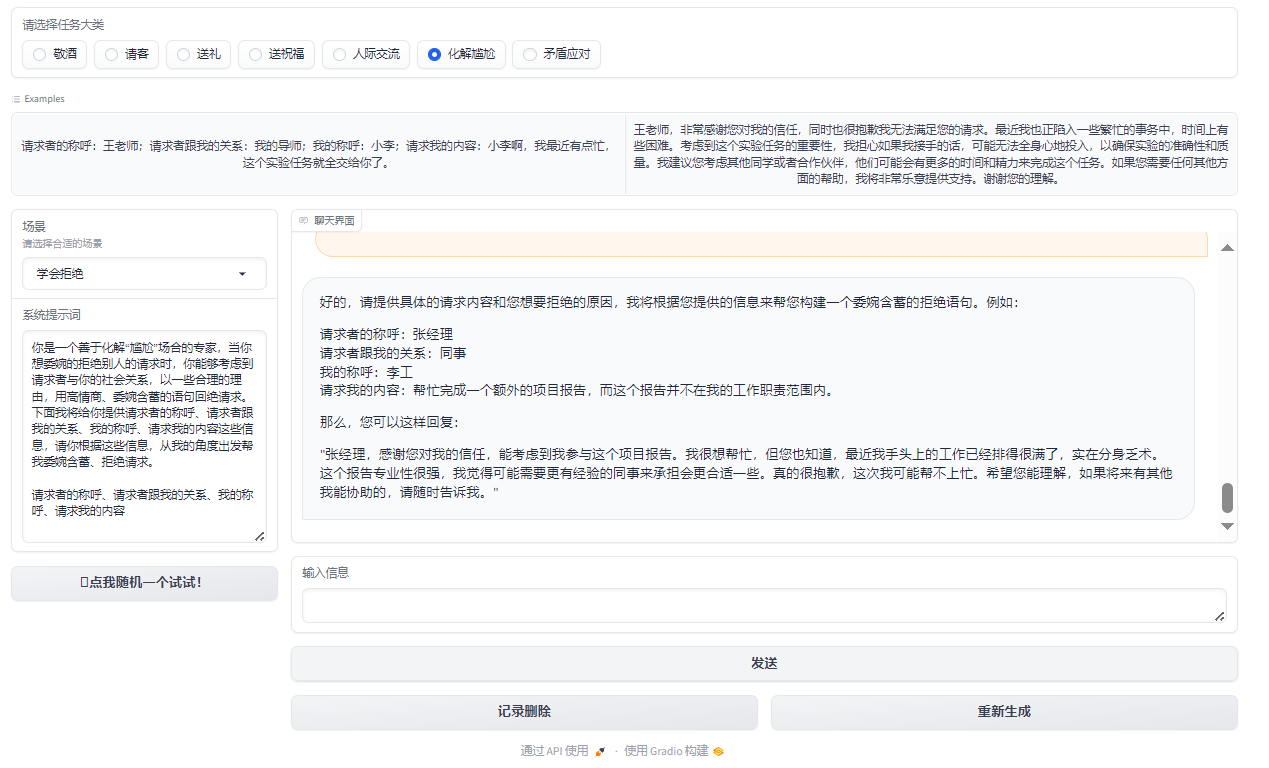 请选择任务大类
敬酒
请客
送礼
送祝福
人际交流
化解尴尬
矛盾应对
Examples
请求者的称呼：王老师；请求者跟我的关系：我的导师；我的称呼：小李；请求我的内容：小李啊，我最近有点忙，
这个实验任务就全交给你了。
王老师，非常感谢您对我的信任，同时也很抱歉我无法满足您的请求。最近我也正陷入一些繁忙的事务中，时间上有
些困难。考虑到这个实验任务的重要性，我担心如果我接手的话，可能无法全身心地投入，以确保实验的准确性和质
量。我建议您考虑其他同学或者合作伙伴，他们可能会有更多的时间和精力来完成这个任务。如果您需要任何其他方
面的帮助，我将非常乐意提供支持。谢谢您的理解。
场景
请选择合适的场景
学会拒绝
系统提示词
你是一个善于化解“尴尬”场合的专家，当你
想委婉的拒绝别人的请求时，你能够考虑到
请求者与你的社会关系，以一些合理的理
由，用高情商、委婉含蓄的语句回绝请求。
下面我将给你提供请求者的称呼、请求者跟
我的关系、我的称呼、请求我的内容这些信
息，请你根据这些信息，从我的角度出发帮
我委婉含蓄、拒绝请求。
请求者的称呼、请求者跟我的关系、我的称
呼、请求我的内容
点我随机一个试试！
聊天界面
好的，请提供具体的请求内容和您想要拒绝的原因，我将根据您提供的信息来帮您构建一个委婉含蓄的拒绝语句。例如：
请求者的称呼：张经理
请求者跟我的关系：同事
我的称呼：李工
请求我的内容：帮忙完成一个额外的项目报告，而这个报告并不在我的工作职责范围内。
那么，您可以这样回复：
"张经理，感谢您对我的信任，能考虑到我参与这个项目报告。我很想帮忙，但您也知道，最近我手头上的工作已经排得很满了，实在分身乏术。
这个报告专业性很强，我觉得可能需要更有经验的同事来承担会更合适一些。真的很抱歉，这次我可能帮不上忙。希望您能理解，如果将来有其他
我能协助的，请随时告诉我。"
输入信息
发送
记录删除
重新生成
通过 API 使用 · 使用 Gradio 构建